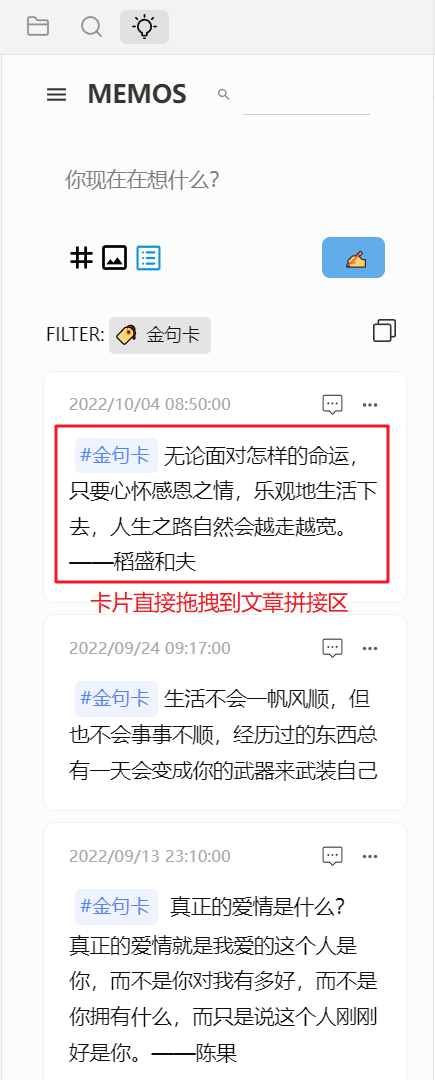 MEMOS
你现在在想什么?
FILTER: 金句卡
2022/10/04 08:50:00
#金句卡 无论面对怎样的命运，
只要心怀感恩之情，乐观地生活下
去，人生之路自然会越走越宽。
——稻盛和夫
卡片直接拖拽到文章拼接区
2022/09/24 09:17:00
#金句卡 生活不会一帆风顺，但
也不会事事不顺，经历过的东西总
有一天会变成你的武器来武装自己
2022/09/13 23:10:00
#金句卡 真正的爱情是什么?
真正的爱情就是我爱的这个人是
你，而不是你对我有多好，而不是
你拥有什么，而只是说这个人刚刚
好是你。——陈果